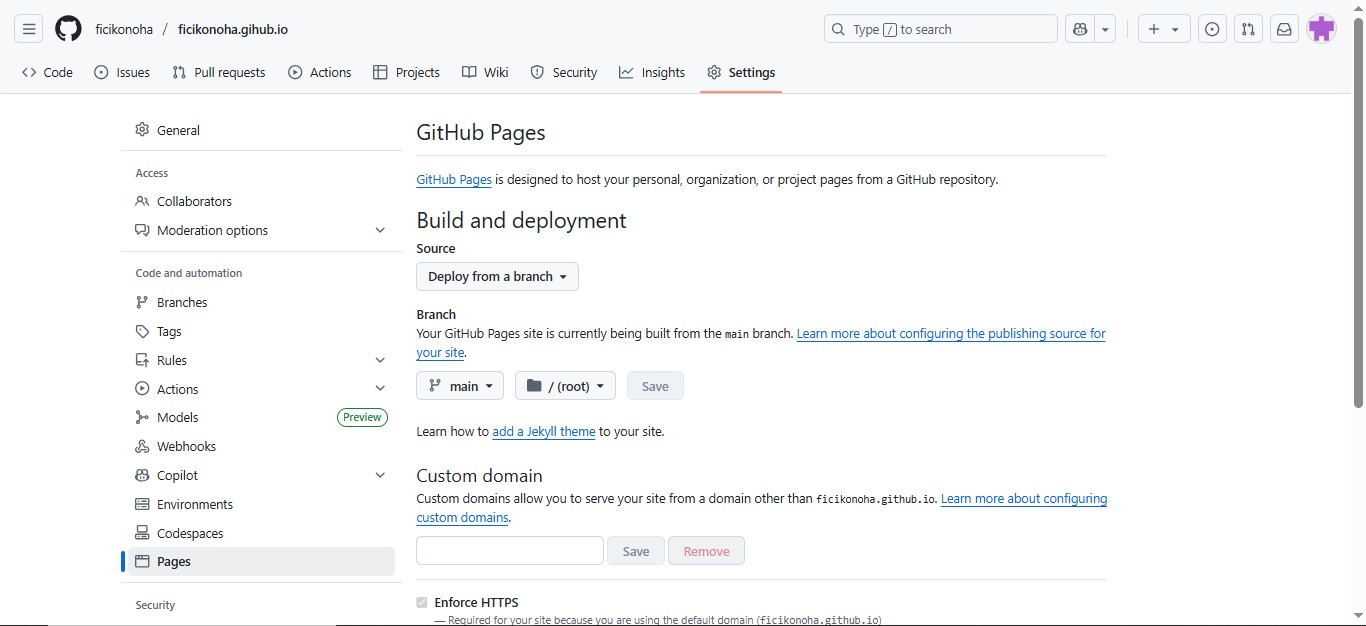 ficikonoha / ficikonoha.gihub.io
Type / to search
Code Issues Pull requests Actions Projects Wiki Security Insights Settings
General
Access
Collaborators
Moderation options
Code and automation
Branches
Tags
Rules
Actions
Models Preview
Webhooks
Copilot
Environments
Codespaces
Pages
Security
GitHub Pages
GitHub Pages is designed to host your personal, organization, or project pages from a GitHub repository.
Build and deployment
Source
Deploy from a branch
Branch
Your GitHub Pages site is currently being built from the main branch. Learn more about configuring the publishing source for
your site.
main / (root) Save
Learn how to add a Jekyll theme to your site.
Custom domain
Custom domains allow you to serve your site from a domain other than ficikonoha.github.io. Learn more about configuring
custom domains.
Save Remove
Enforce HTTPS
— Required for your site because you are using the default domain (ficikonoha.github.io)